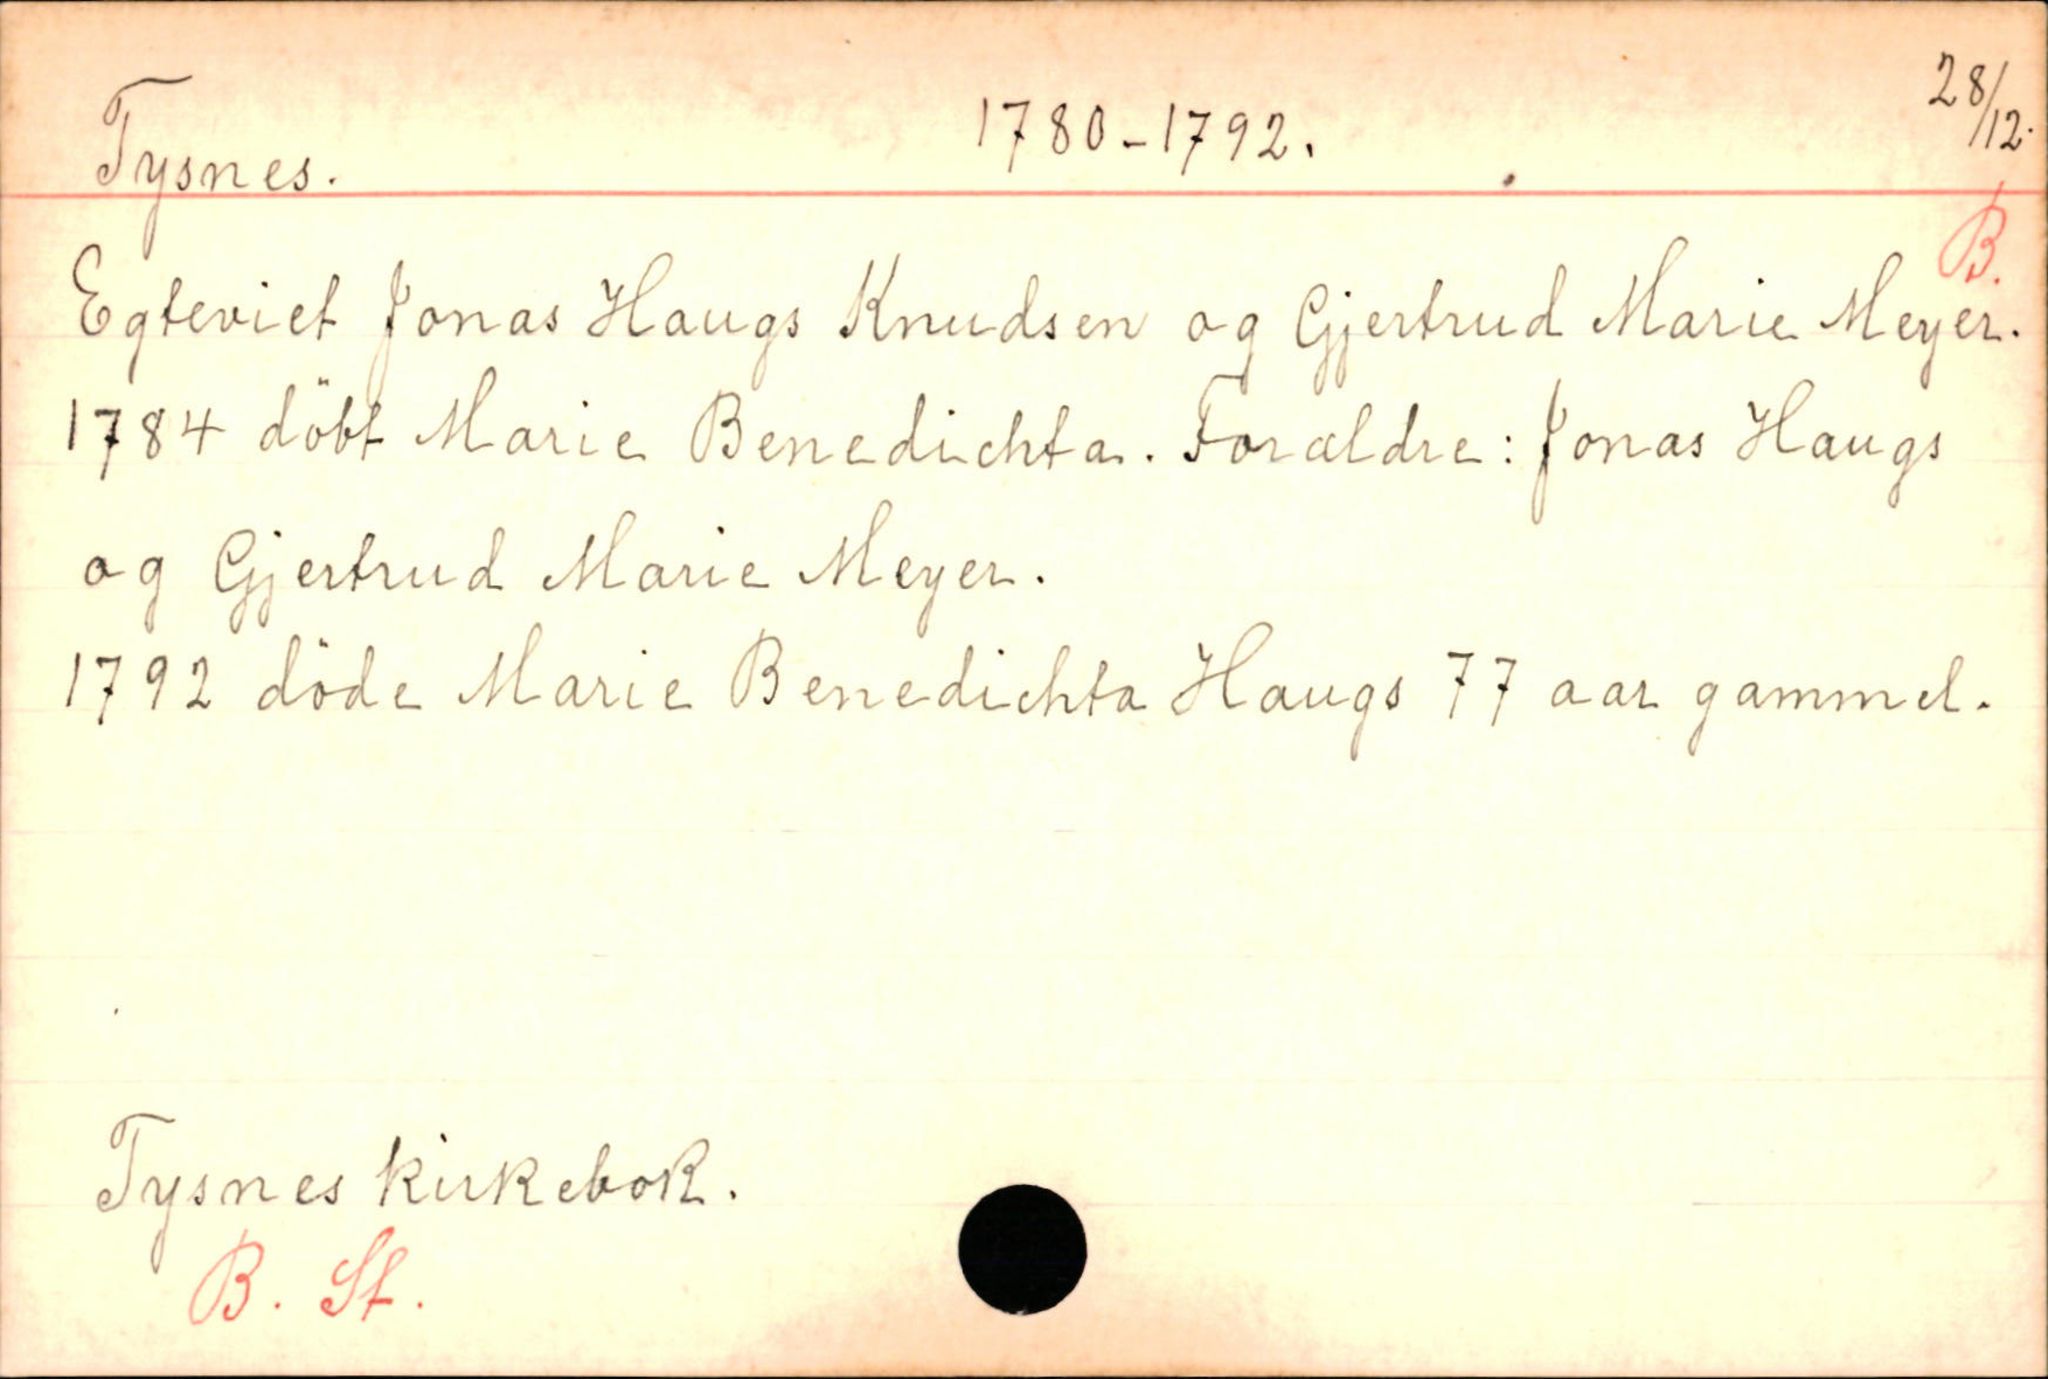 Tysnes. 1780-1792. 28/12.
B.
Egteviet Jonas Haugs Knudsen og Gjertrud Marie Meyer.
1784 döbt Marie Benedichta. Foraldre: Jonas Haugs
og Gjertrud Marie Meyer.
1792 döde Marie Benedichta Haugs 77 aar gammel.
Tysnes kirkebok.
B. St.